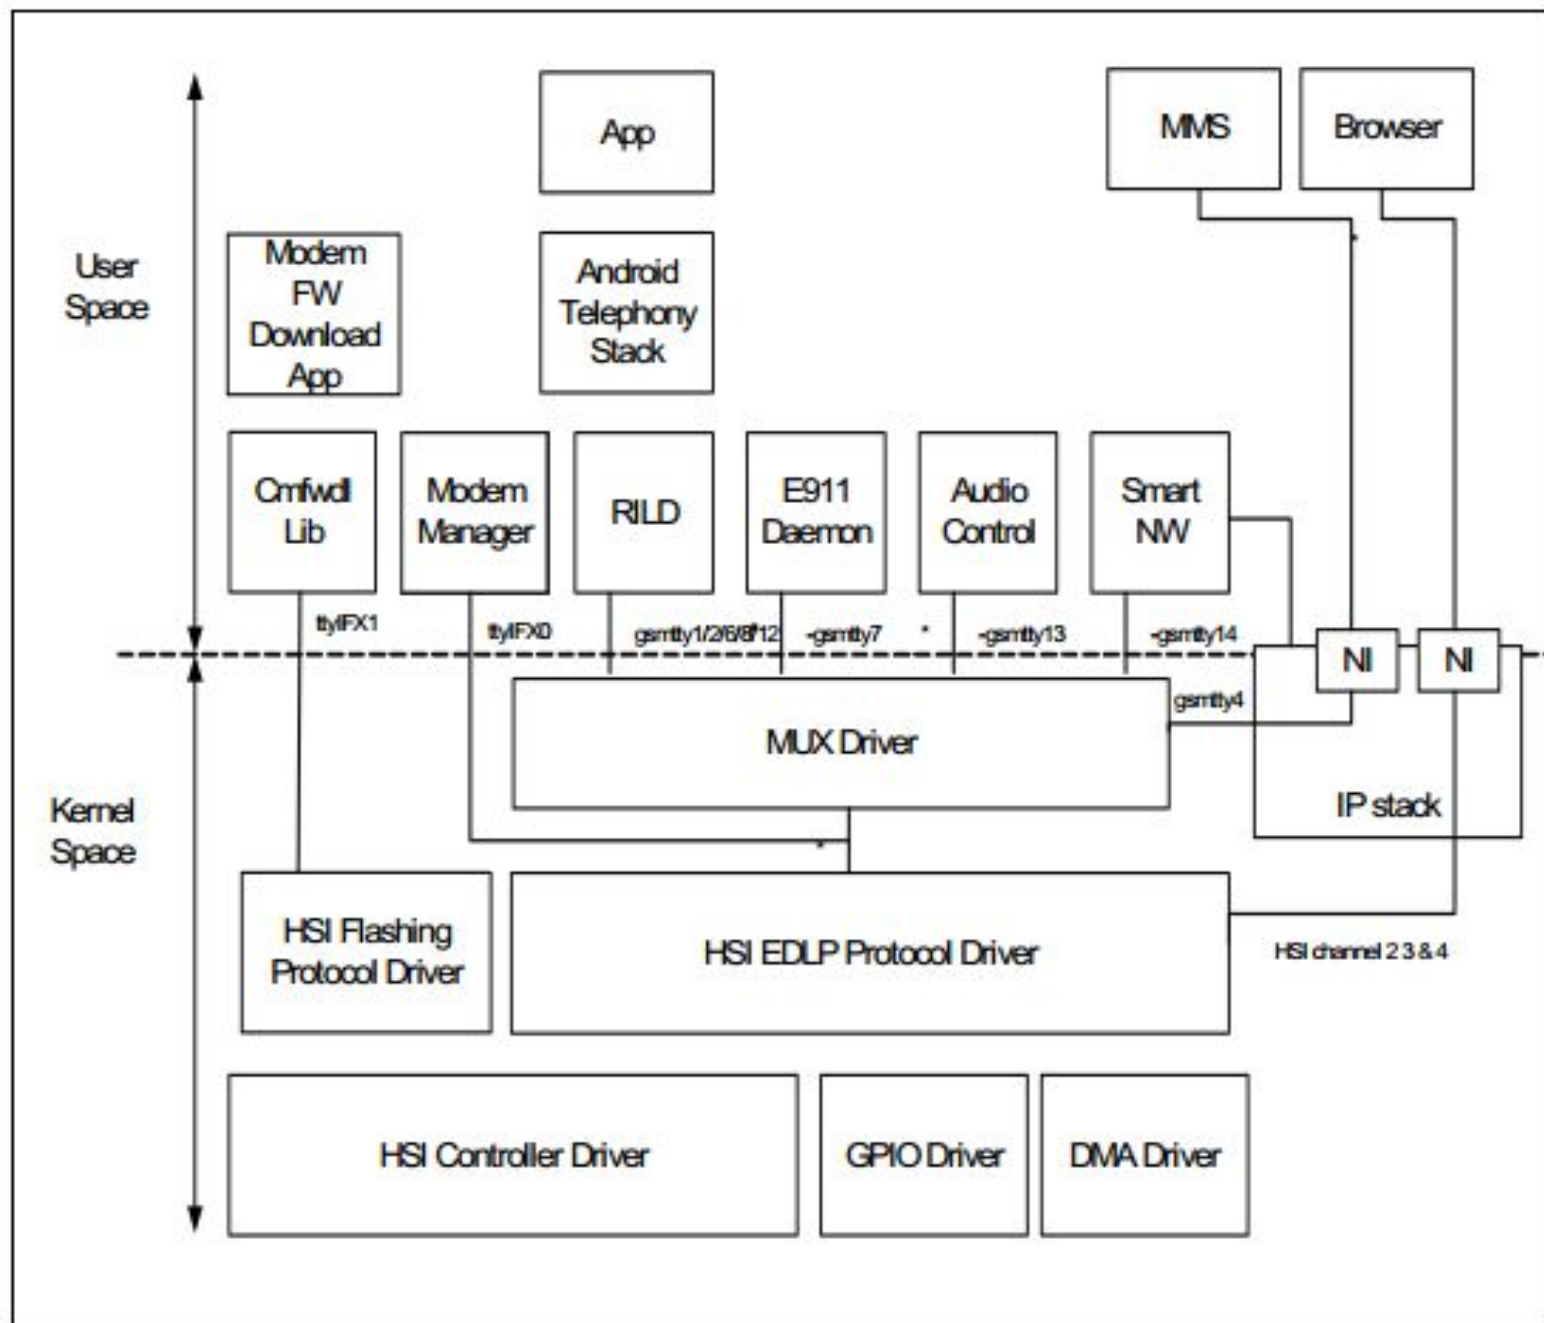 App
MMS
Browser
User
Space
Modem
FW
Download
App
Android
Telephony
Stack
Cmfwdl
Lib
Modem
Manager
RILD
E911
Daemon
Audio
Control
Smart
NW
ttyIFX1
ttyIFX0
gsmtty1/2/6/8/12
-gsmtty7
-gsmtty13
-gsmtty14
NI
NI
gsmtty4
MUX Driver
IP stack
Kernel
Space
HSI Flashing
Protocol Driver
HSI EDLP Protocol Driver
HSI channel 2 3 & 4
HSI Controller Driver
GPIO Driver
DMA Driver